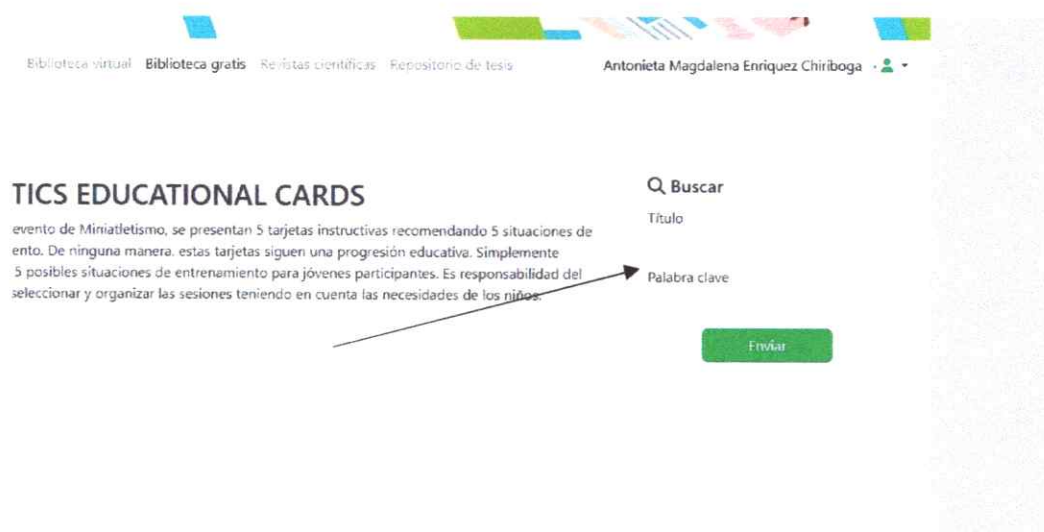 Biblioteca virtual Biblioteca gratis Revistas científicas Repositorio de tesis
Antonieta Magdalena Enriquez Chiriboga
TICS EDUCATIONAL CARDS
evento de Miniatletismo, se presentan 5 tarjetas instructivas recomendando 5 situaciones de
ento. De ninguna manera, estas tarjetas siguen una progresión educativa. Simplemente
5 posibles situaciones de entrenamiento para jóvenes participantes. Es responsabilidad del
seleccionar y organizar las sesiones teniendo en cuenta las necesidades de los niños.
Buscar
Título
Palabra clave
Enviar